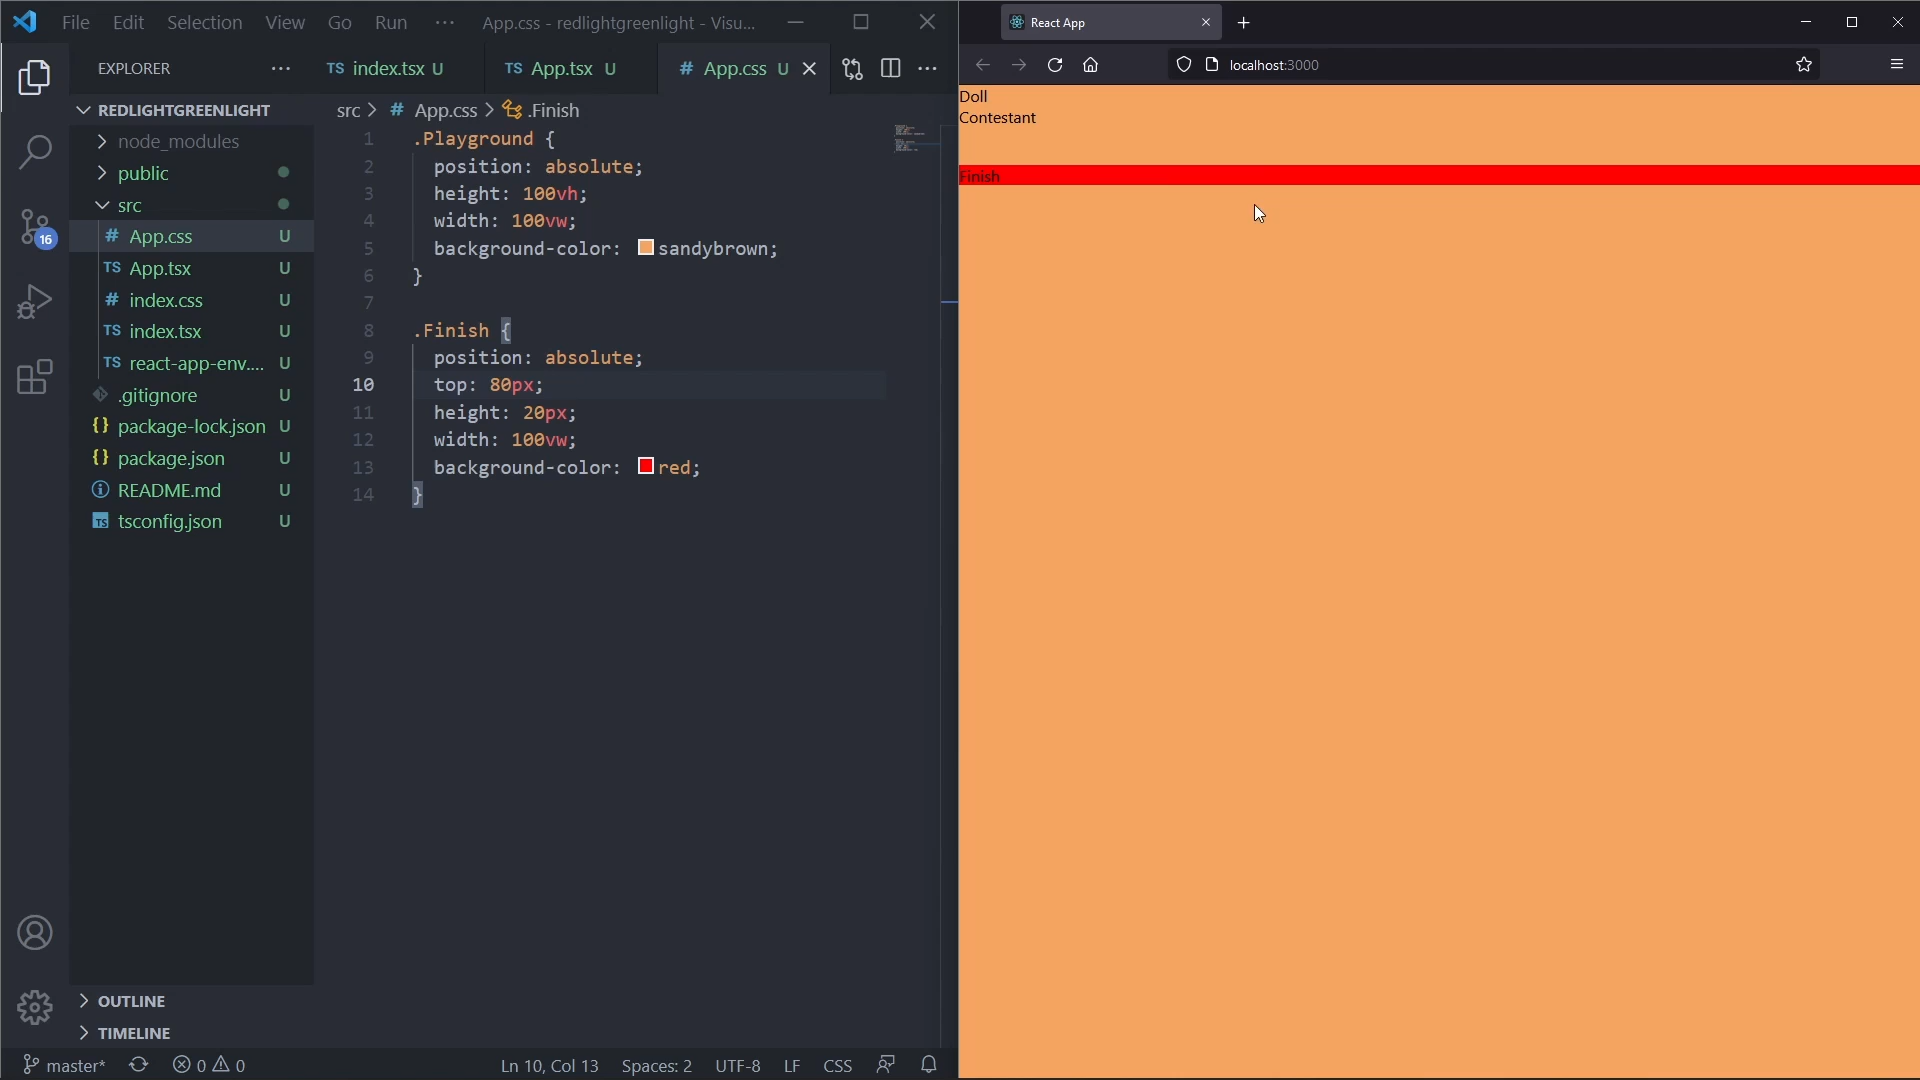 File Edit Selection View Go Run ··· App.css - redlightgreenlight - Visu...
React App
localhost:3000
EXPLORER ···
TS index.tsx U TS App.tsx U # App.css U
REDLIGHTGREENLIGHT
node_modules
public
src
# App.css U
TS App.tsx U
# index.css U
TS index.tsx U
TS react-app-env.... U
.gitignore U
{} package-lock.json U
{} package.json U
README.md U
TS tsconfig.json U
OUTLINE
TIMELINE
16
src > # App.css > .Finish
1 .Playground {
2 position: absolute;
3 height: 100vh;
4 width: 100vw;
5 background-color: sandybrown;
6 }
7
8 .Finish {
9 position: absolute;
10 top: 80px;
11 height: 20px;
12 width: 100vw;
13 background-color: red;
14 }
master* 0 0 Ln 10, Col 13 Spaces: 2 UTF-8 LF CSS
Doll
Contestant
Finish